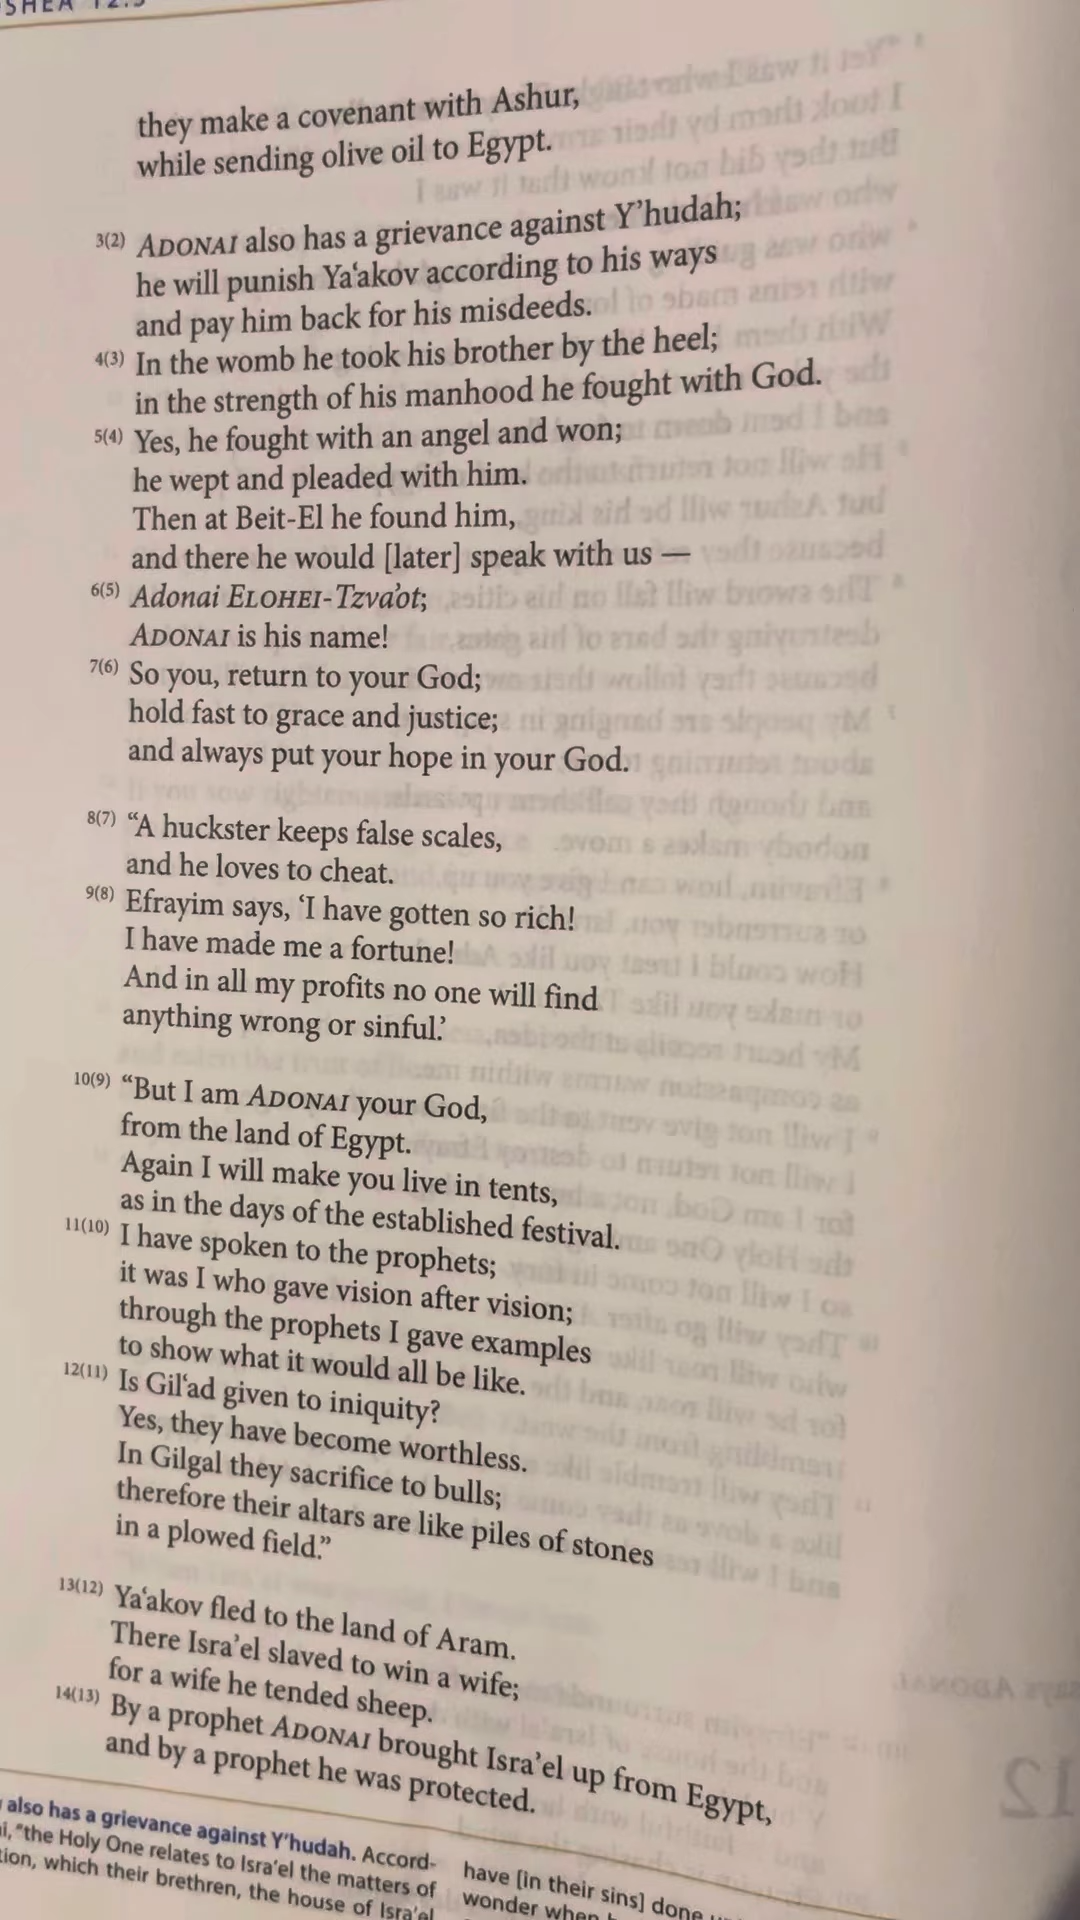 they make a covenant with Ashur,
while sending olive oil to Egypt.
3(2) ADONAI also has a grievance against Y’hudah;
he will punish Ya‘akov according to his ways
and pay him back for his misdeeds.
4(3) In the womb he took his brother by the heel;
in the strength of his manhood he fought with God.
5(4) Yes, he fought with an angel and won;
he wept and pleaded with him.
Then at Beit-El he found him,
and there he would [later] speak with us —
6(5) Adonai ELOHEI-Tzva’ot;
ADONAI is his name!
7(6) So you, return to your God;
hold fast to grace and justice;
and always put your hope in your God.
8(7) “A huckster keeps false scales,
and he loves to cheat.
9(8) Efrayim says, ‘I have gotten so rich!
I have made me a fortune!
And in all my profits no one will find
anything wrong or sinful.’
10(9) “But I am ADONAI your God,
from the land of Egypt.
Again I will make you live in tents,
as in the days of the established festival.
11(10) I have spoken to the prophets;
it was I who gave vision after vision;
through the prophets I gave examples
to show what it would all be like.
12(11) Is Gil‘ad given to iniquity?
Yes, they have become worthless.
In Gilgal they sacrifice to bulls;
therefore their altars are like piles of stones
in a plowed field.”
13(12) Ya‘akov fled to the land of Aram.
There Isra’el slaved to win a wife;
for a wife he tended sheep.
14(13) By a prophet ADONAI brought Isra’el up from Egypt,
and by a prophet he was protected.
also has a grievance against Y’hudah. Accord-
“the Holy One relates to Isra’el the matters of
which their brethren, the house of Isra’el
have [in their sins] done
wonder when